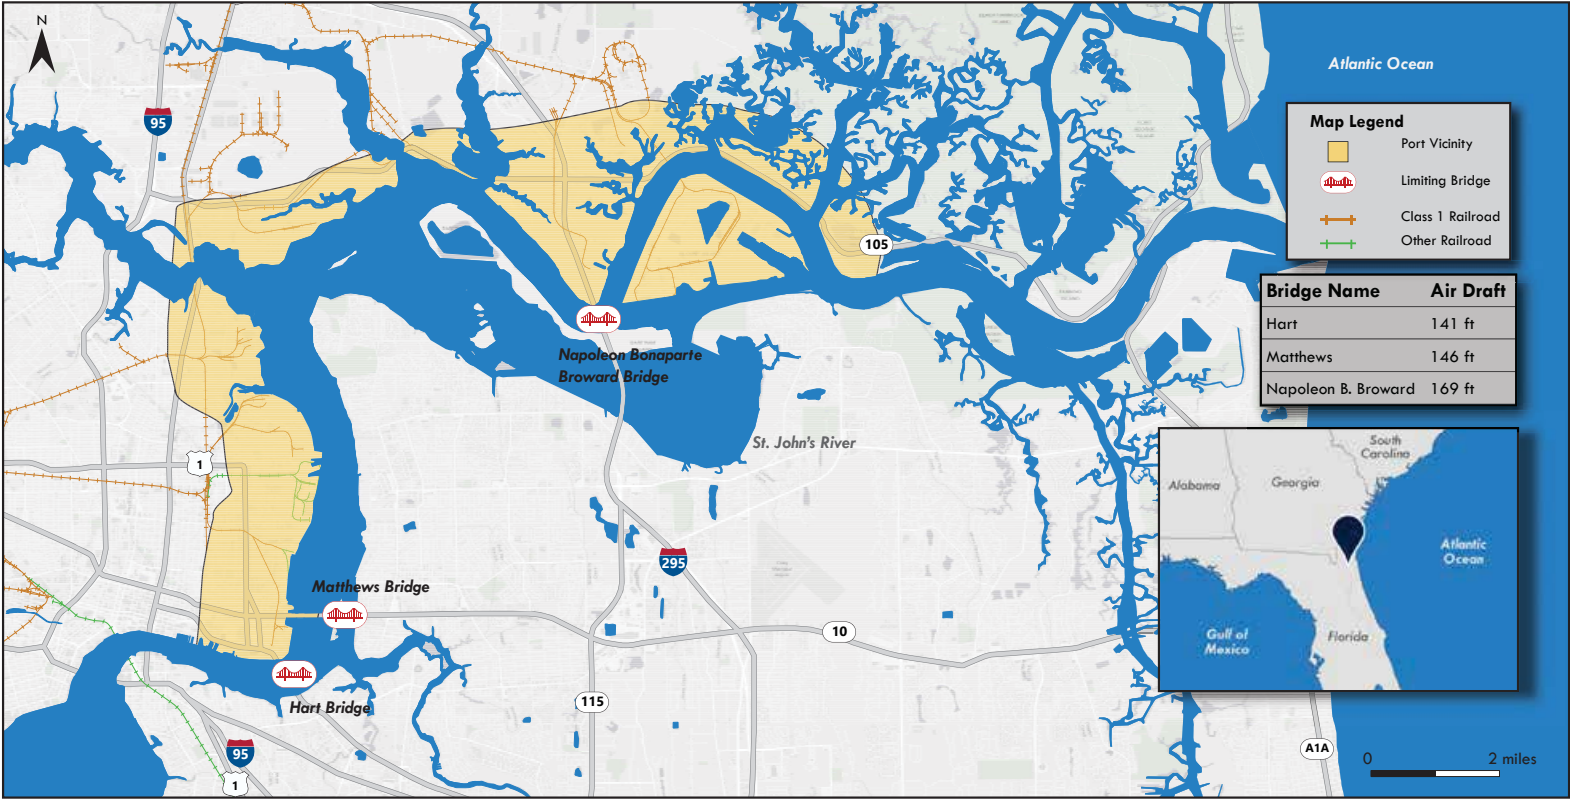 N
Atlantic Ocean
95
Map Legend
Port Vicinity
Limiting Bridge
Class 1 Railroad
Other Railroad
105
Bridge Name Air Draft
Hart 141 ft
Matthews 146 ft
Napoleon B. Broward 169 ft
Napoleon Bonaparte
Broward Bridge
St. John's River
1
295
Matthews Bridge
10
Hart Bridge
115
95
1
South
Carolina
Alabama
Georgia
Atlantic
Ocean
Gulf of
Mexico
Florida
A1A
0 2 miles